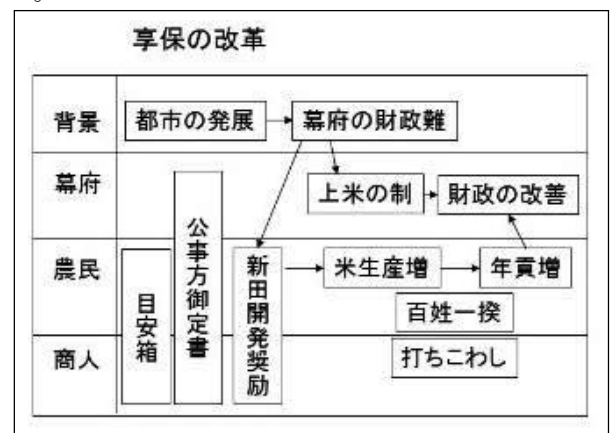 享保の改革
背景
都市の発展
幕府の財政難
幕府
上米の制
財政の改善
公事方御定書
農民
目安箱
新田開発奨励
米生産増
年貢増
百姓一揆
商人
打ちこわし